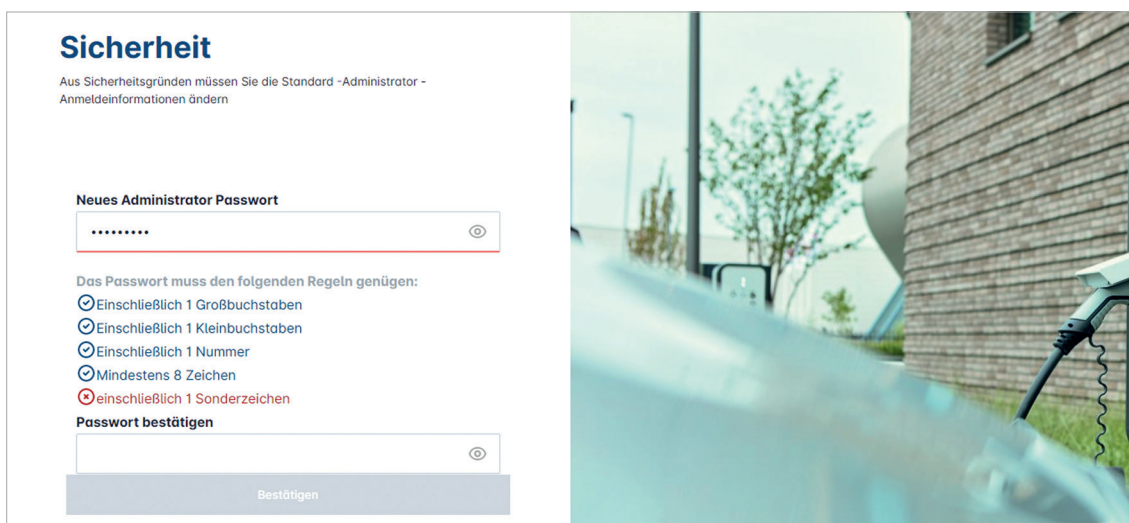 Sicherheit
Aus Sicherheitsgründen müssen Sie die Standard -Administrator -
Anmeldeinformationen ändern
Neues Administrator Passwort
•••••••••
Das Passwort muss den folgenden Regeln genügen:
Einschließlich 1 Großbuchstaben
Einschließlich 1 Kleinbuchstaben
Einschließlich 1 Nummer
Mindestens 8 Zeichen
einschließlich 1 Sonderzeichen
Passwort bestätigen
Bestätigen